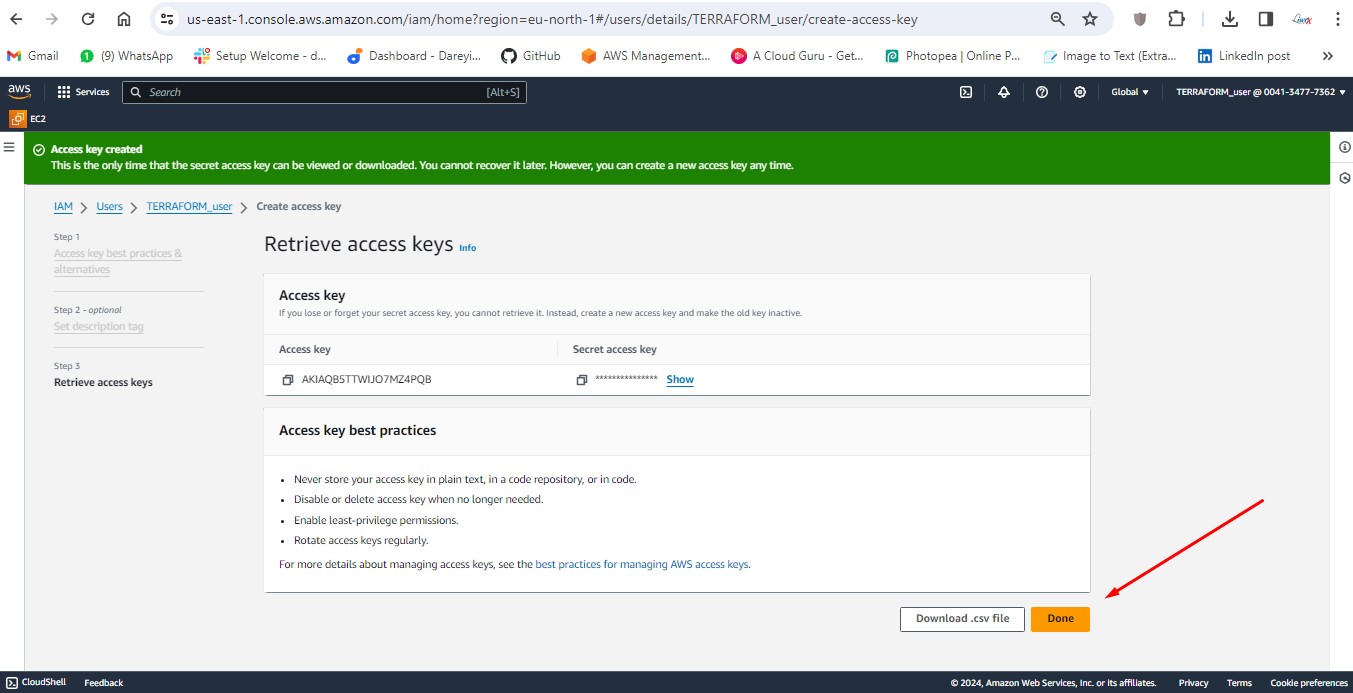 us-east-1.console.aws.amazon.com/iam/home?region=eu-north-1#/users/details/TERRAFORM_user/create-access-key
Gmail
(9) WhatsApp
Setup Welcome - d...
Dashboard - Dareyi...
GitHub
AWS Management...
A Cloud Guru - Get...
Photopea | Online P...
Image to Text (Extra...
LinkedIn post
aws
Services
Search
[Alt+S]
Global
TERRAFORM_user @ 0041-3477-7362
EC2
Access key created
This is the only time that the secret access key can be viewed or downloaded. You cannot recover it later. However, you can create a new access key any time.
IAM > Users > TERRAFORM_user > Create access key
Step 1
Access key best practices &
alternatives
Step 2 - optional
Set description tag
Step 3
Retrieve access keys
Retrieve access keys Info
Access key
If you lose or forget your secret access key, you cannot retrieve it. Instead, create a new access key and make the old key inactive.
Access key
Secret access key
AKIAQB5TTWIJO7MZ4PQB
*************** Show
Access key best practices
• Never store your access key in plain text, in a code repository, or in code.
• Disable or delete access key when no longer needed.
• Enable least-privilege permissions.
• Rotate access keys regularly.
For more details about managing access keys, see the best practices for managing AWS access keys.
Download .csv file
Done
CloudShell
Feedback
© 2024, Amazon Web Services, Inc. or its affiliates.
Privacy
Terms
Cookie preferences